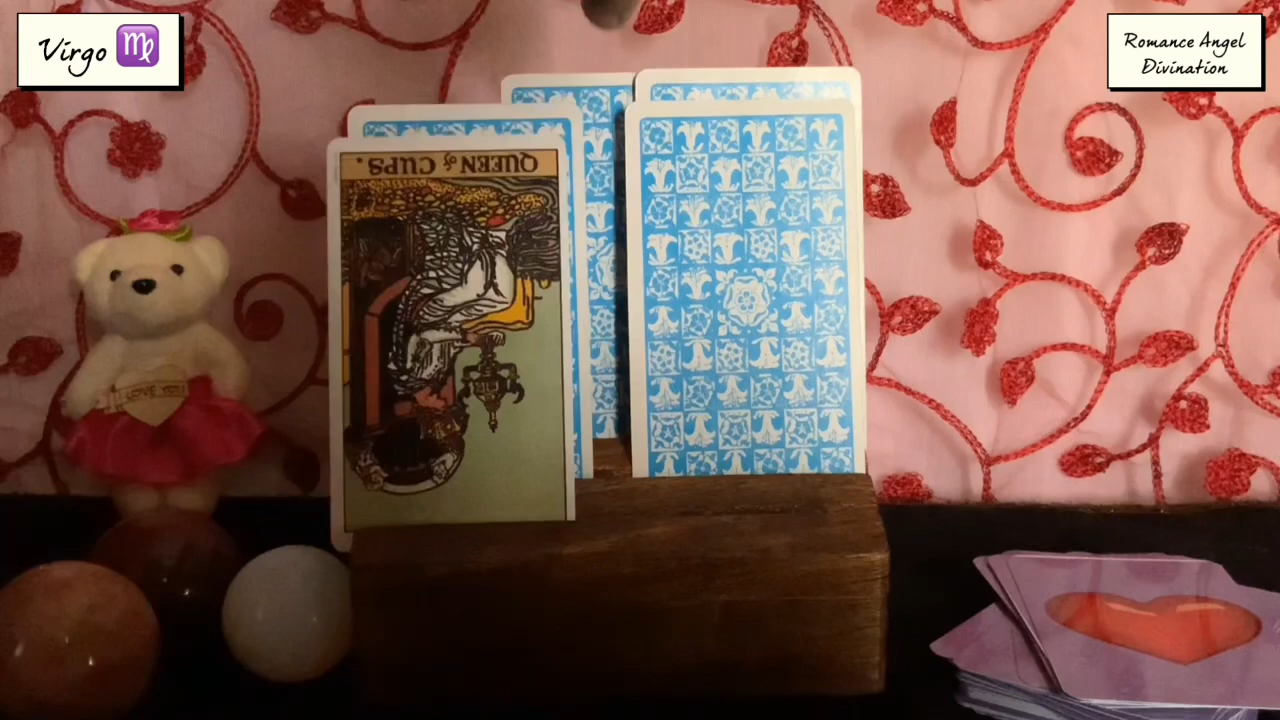 Virgo ♍
Romance Angel
Divination
QUEEN of CUPS.
I LOVE YOU